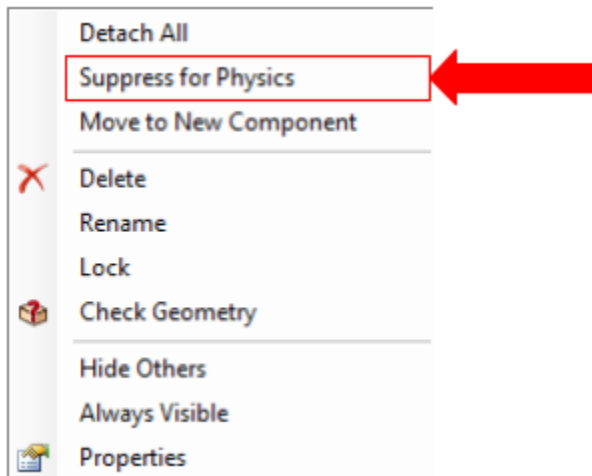 Detach All
Suppress for Physics
Move to New Component
Delete
Rename
Lock
Check Geometry
Hide Others
Always Visible
Properties